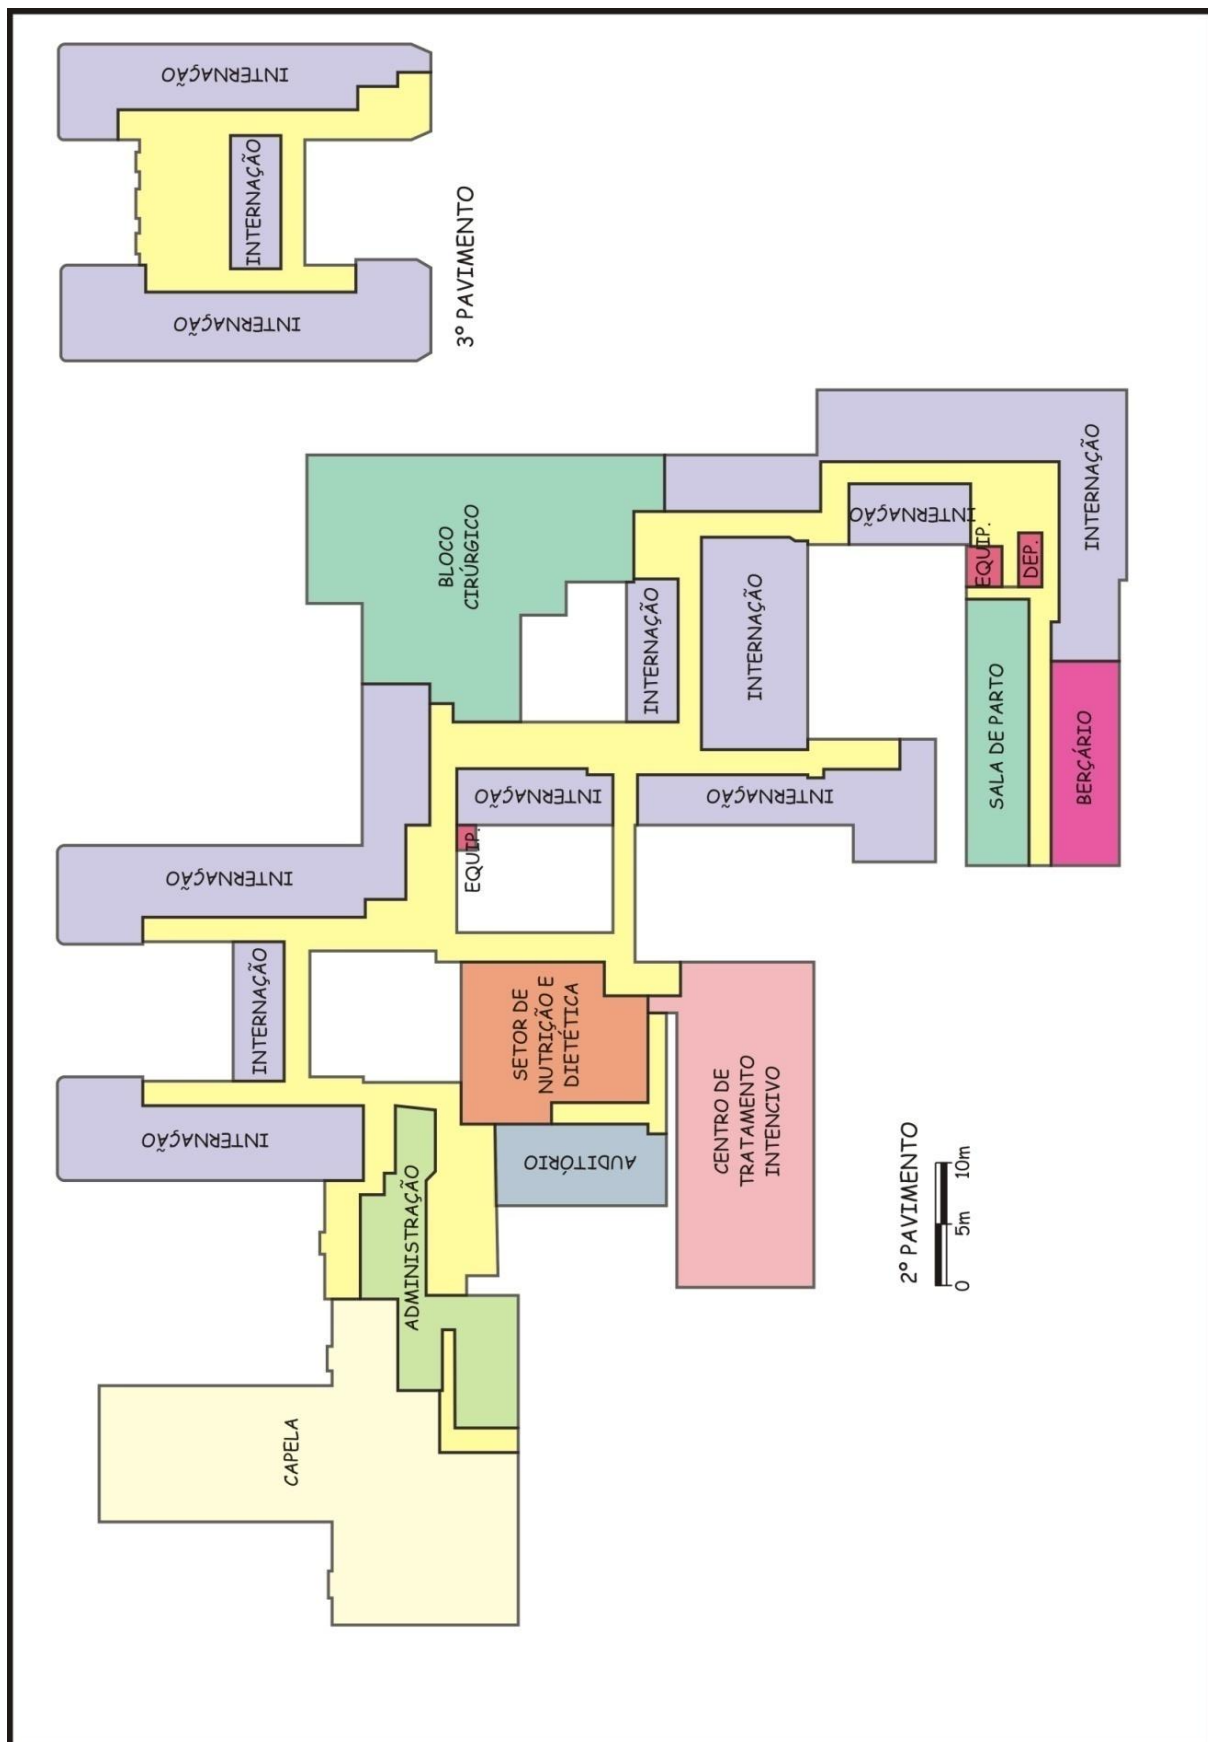 INTERNAÇÃO
INTERNAÇÃO
INTERNAÇÃO
3º PAVIMENTO
BLOCO
CIRÚRGICO
INTERNAÇÃO
INTERNAÇÃO
EQUIP.
DEP.
INTERNAÇÃO
INTERNAÇÃO
SALA DE PARTO
BERÇÁRIO
INTERNAÇÃO
INTERNAÇÃO
EQUIP.
INTERNAÇÃO
INTERNAÇÃO
INTERNAÇÃO
SETOR DE
NUTRIÇÃO E
DIETÉTICA
CENTRO DE
TRATAMENTO
INTENCIVO
AUDITÓRIO
ADMINISTRAÇÃO
CAPELA
2º PAVIMENTO
0 5m 10m